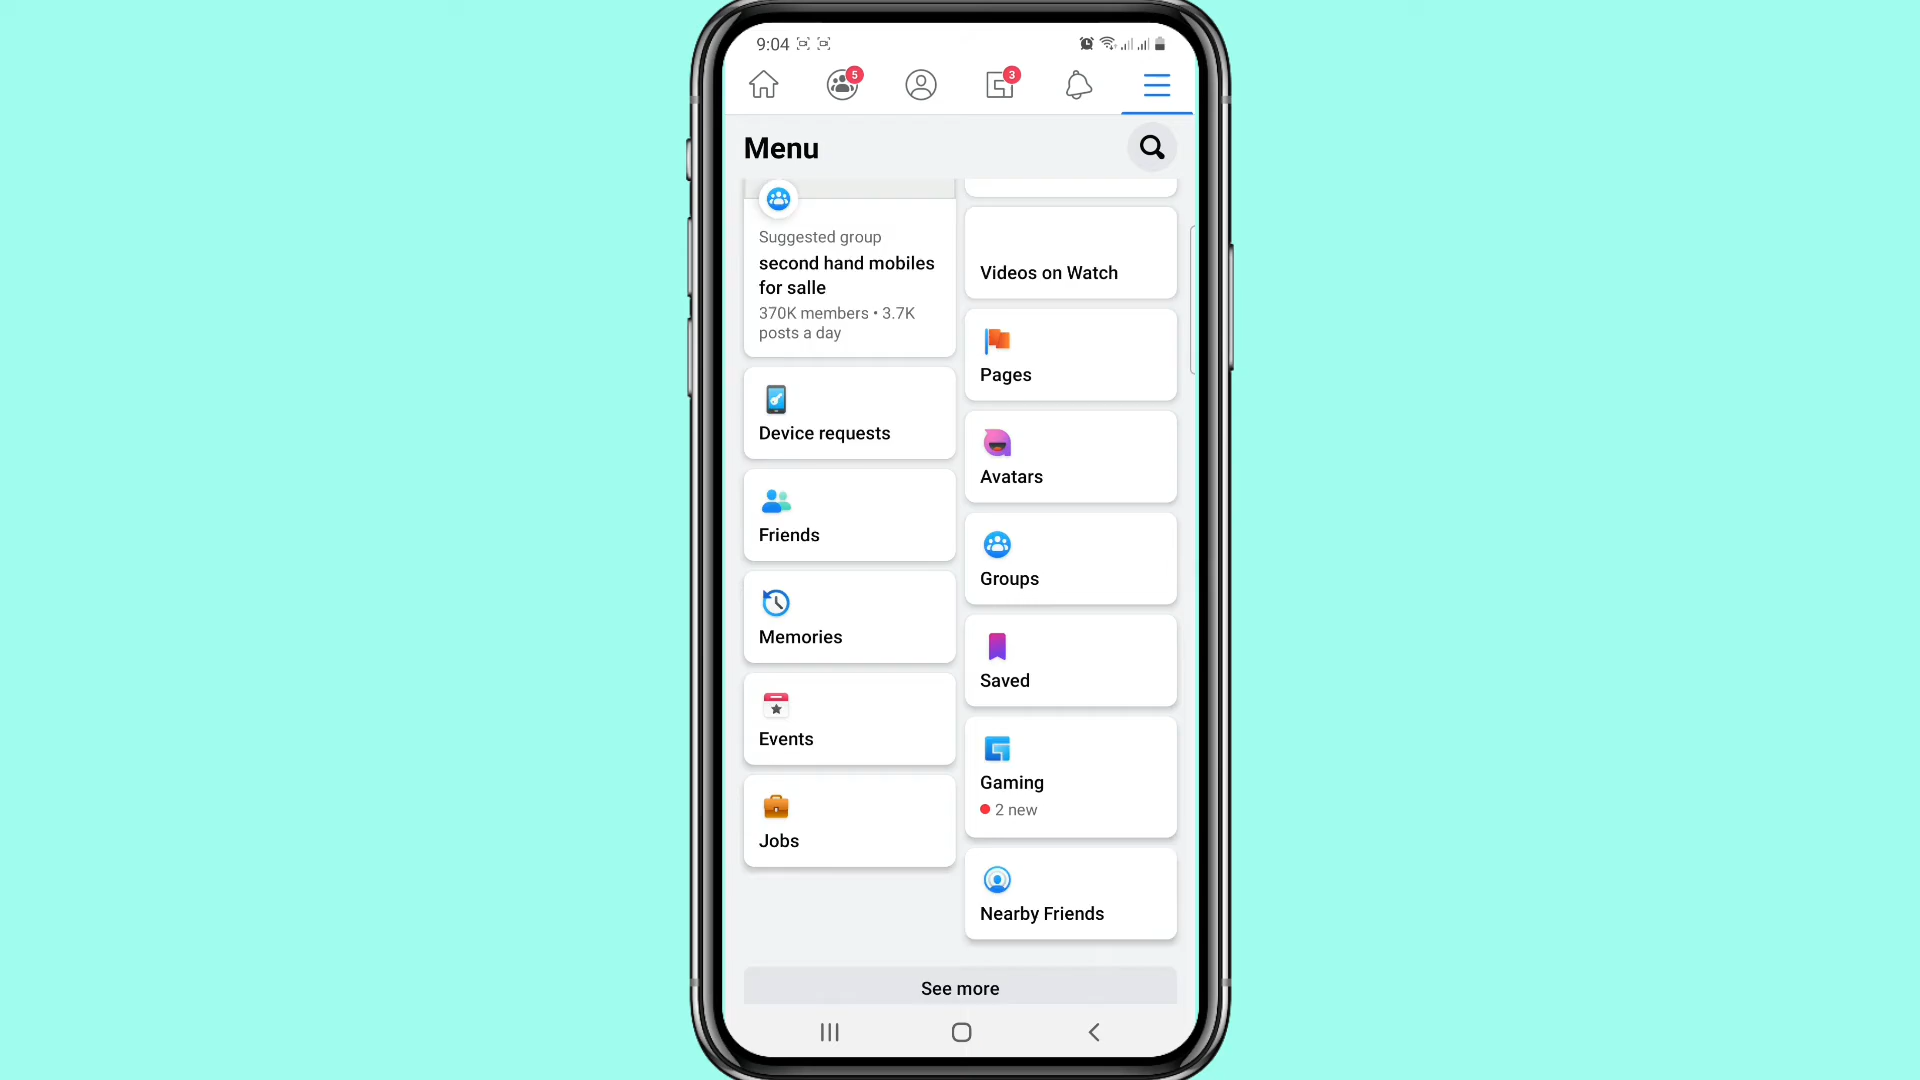 9:04
5
3
Menu
Suggested group
second hand mobiles
for salle
370K members • 3.7K
posts a day
Device requests
Friends
Memories
Events
Jobs
Videos on Watch
Pages
Avatars
Groups
Saved
Gaming
2 new
Nearby Friends
See more